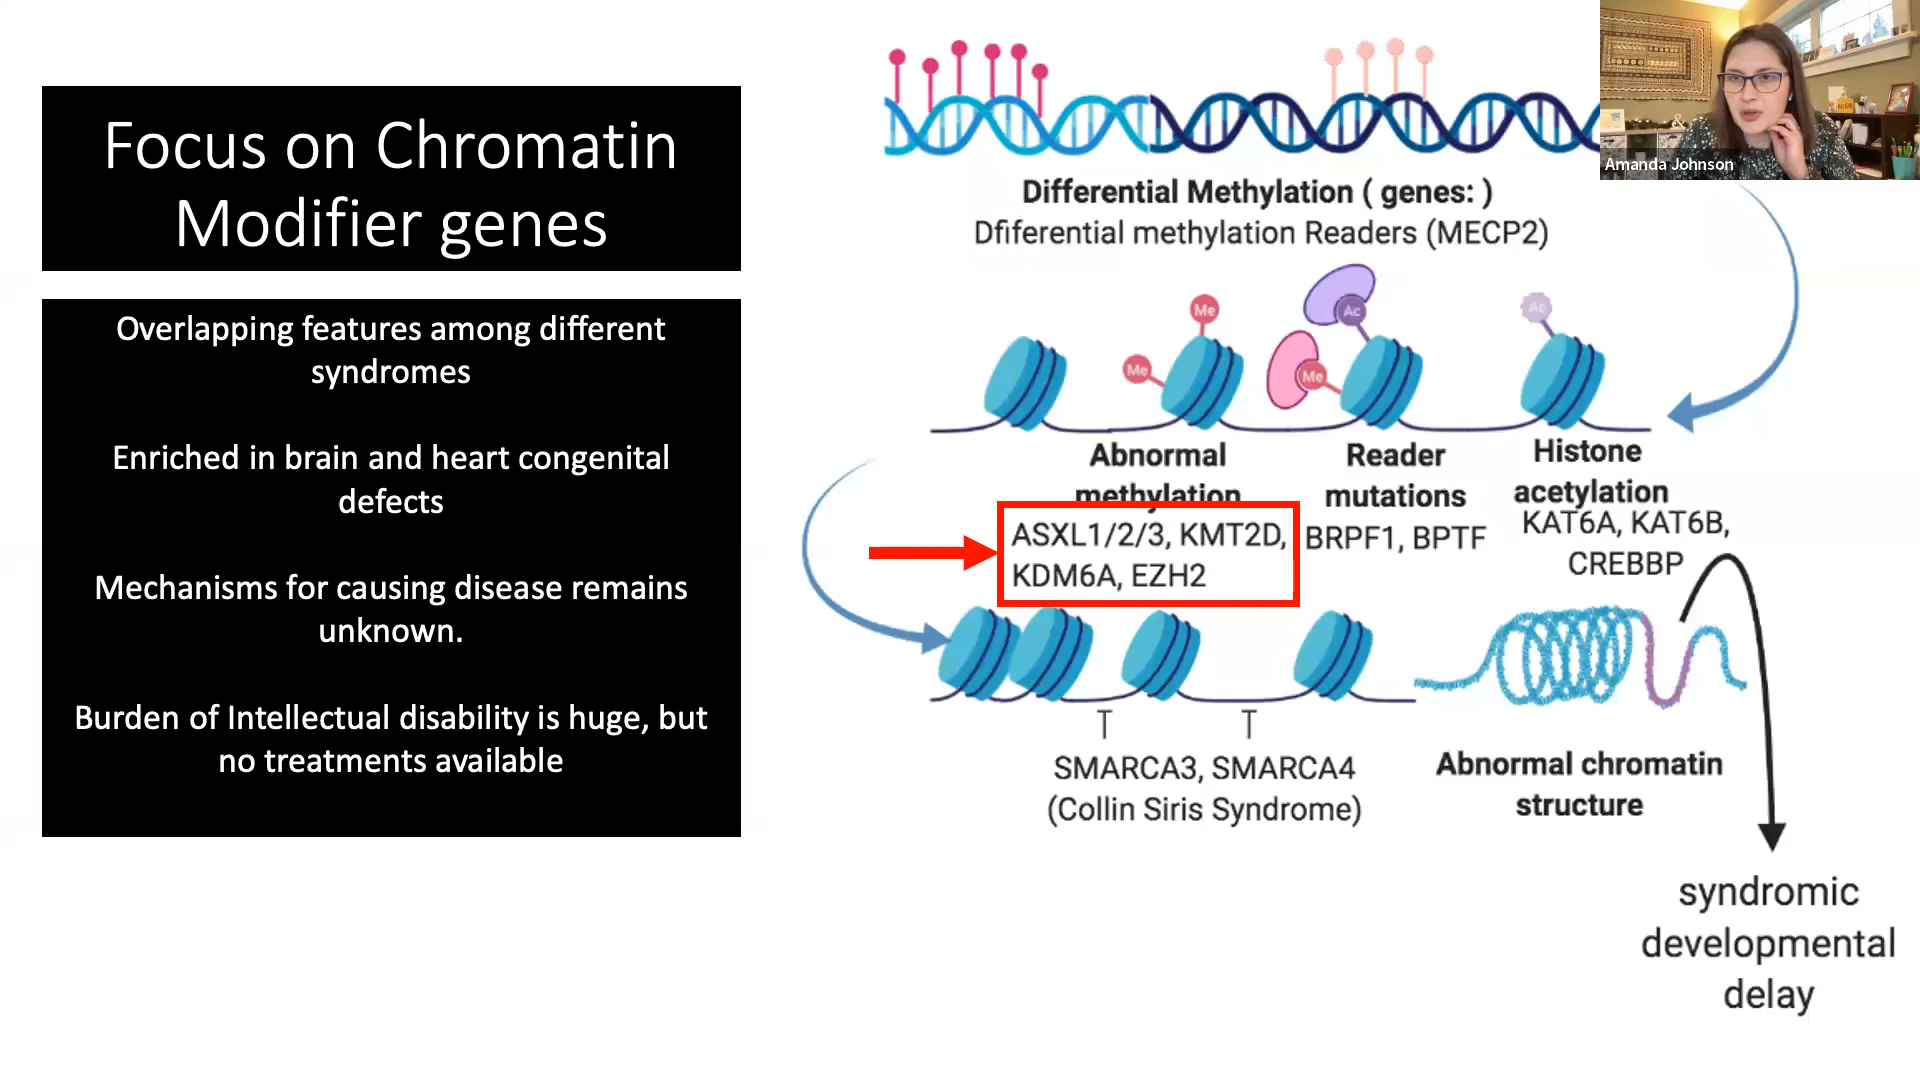 Focus on Chromatin
Modifier genes
Overlapping features among different
syndromes
Enriched in brain and heart congenital
defects
Mechanisms for causing disease remains
unknown.
Burden of Intellectual disability is huge, but
no treatments available
Differential Methylation ( genes: )
Dfiferential methylation Readers (MECP2)
Me
Me
Ac
Me
Ac
Abnormal
methylation
ASXL1/2/3, KMT2D,
KDM6A, EZH2
Reader
mutations
BRPF1, BPTF
Histone
acetylation
KAT6A, KAT6B,
CREBBP
SMARCA3, SMARCA4
(Collin Siris Syndrome)
Abnormal chromatin
structure
syndromic
developmental
delay
Amanda Johnson